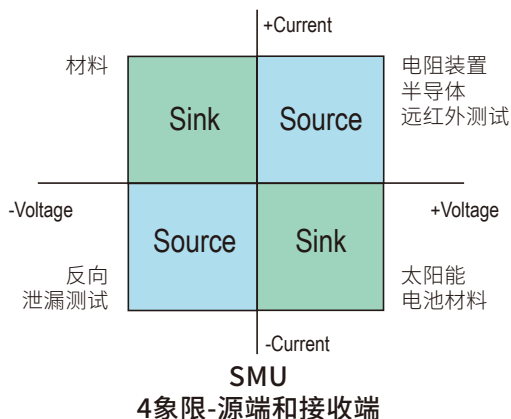 +Current
材料
电阻装置
半导体
远红外测试
Sink
Source
-Voltage
+Voltage
Source
Sink
反向
泄漏测试
太阳能
电池材料
-Current
SMU
4象限-源端和接收端